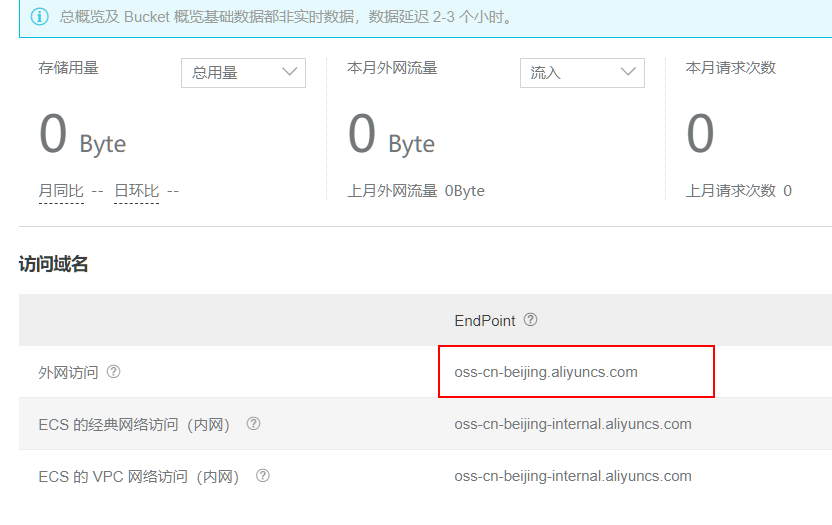 总概览及 Bucket 概览基础数据都非实时数据，数据延迟 2-3 个小时。
存储用量 总用量 本月外网流量 流入 本月请求次数
0 Byte 0 Byte 0
月同比 -- 日环比 -- 上月外网流量 0Byte 上月请求次数 0
访问域名
EndPoint
外网访问 oss-cn-beijing.aliyuncs.com
ECS 的经典网络访问（内网） oss-cn-beijing-internal.aliyuncs.com
ECS 的 VPC 网络访问（内网） oss-cn-beijing-internal.aliyuncs.com